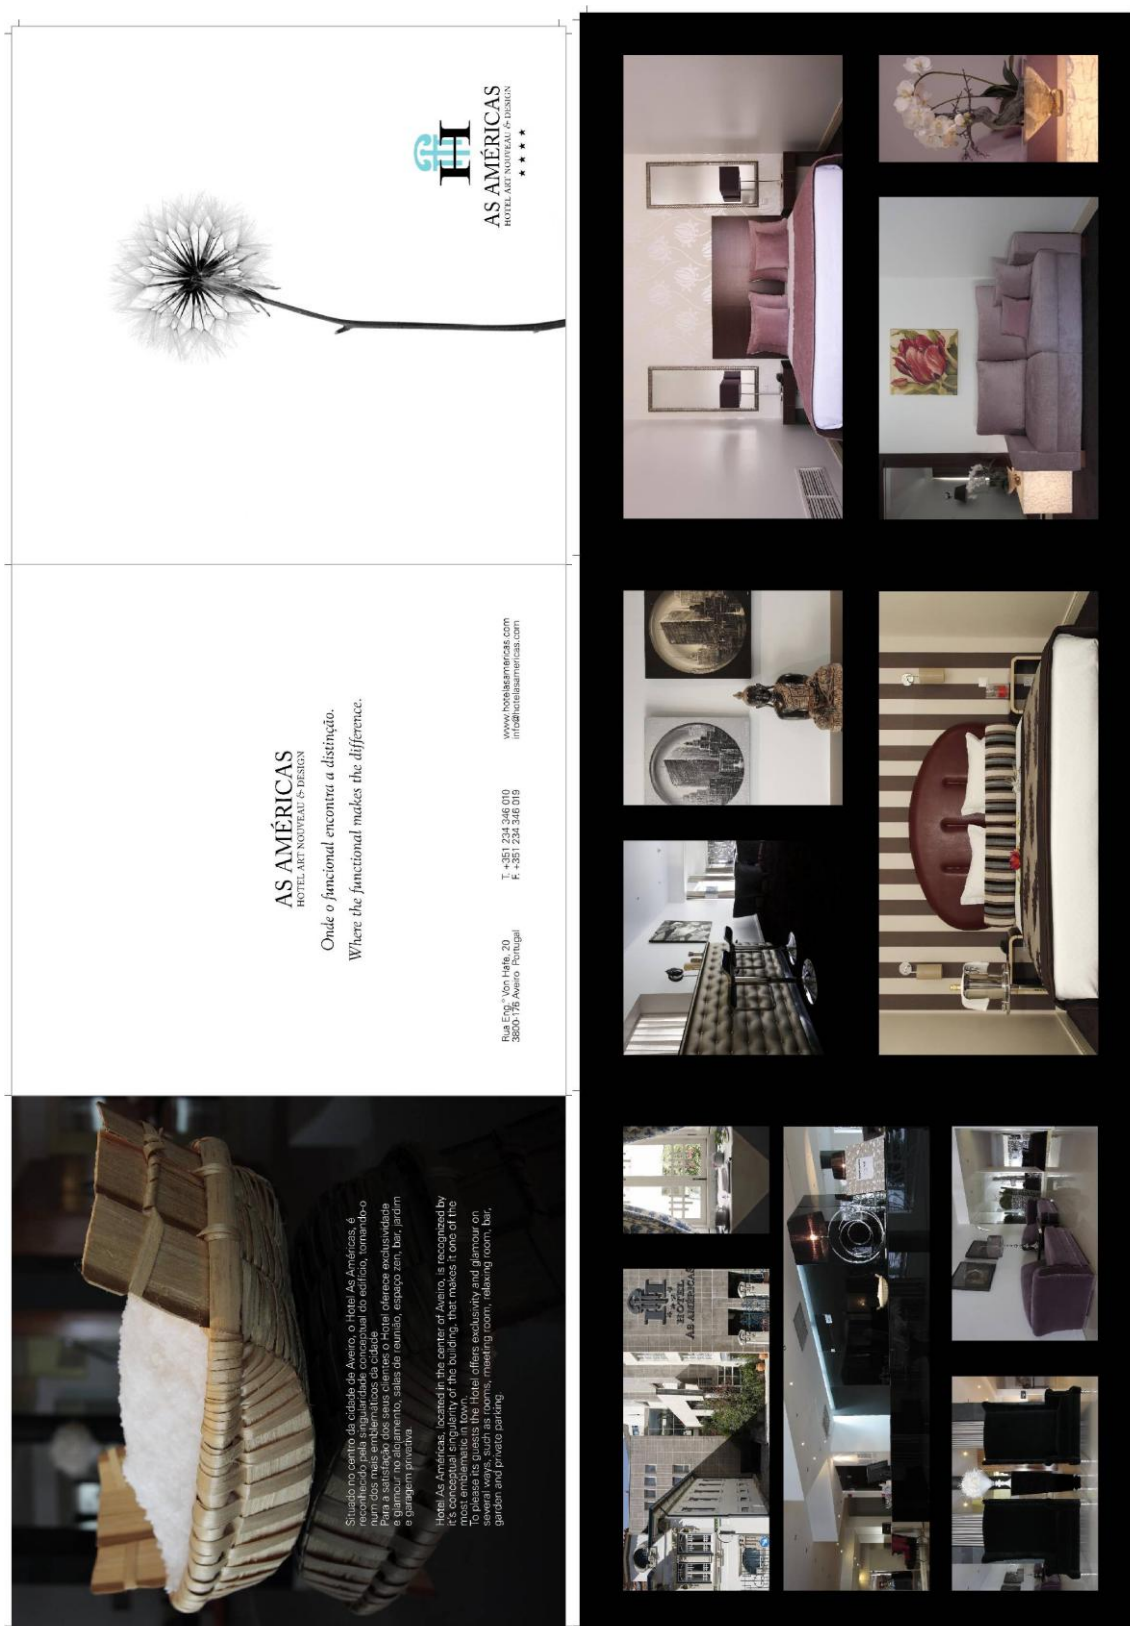 Situado no centro da cidade de Aveiro, o Hotel As Américas, é
reconhecido pela singularidade conceptual do edifício, tornando-o
num dos mais emblemáticos da cidade.
Para a satisfação dos seus clientes o Hotel oferece exclusividade
e glamour no alojamento, salas de reunião, espaço zen, bar, jardim
e garagem privativa.
Hotel As Américas, located in the center of Aveiro, is recognized by
it's conceptual singularity of the building, that makes it one of the
most emblematic in town.
To please its guests the Hotel offers exclusivity and glamour on
several ways, such as rooms, meeting room, relaxing room, bar,
garden and private parking.
AS AMÉRICAS
HOTEL ART NOUVEAU & DESIGN
Onde o funcional encontra a distinção.
Where the functional makes the difference.
Rua Eng.º Von Hafe, 20
3800-176 Aveiro Portugal
T. +351 234 346 010
F. +351 234 346 019
www.hotelasamericas.com
info@hotelasamericas.com
H
AS AMÉRICAS
HOTEL ART NOUVEAU & DESIGN
★★★★
H
HOTEL
AS AMÉRICAS